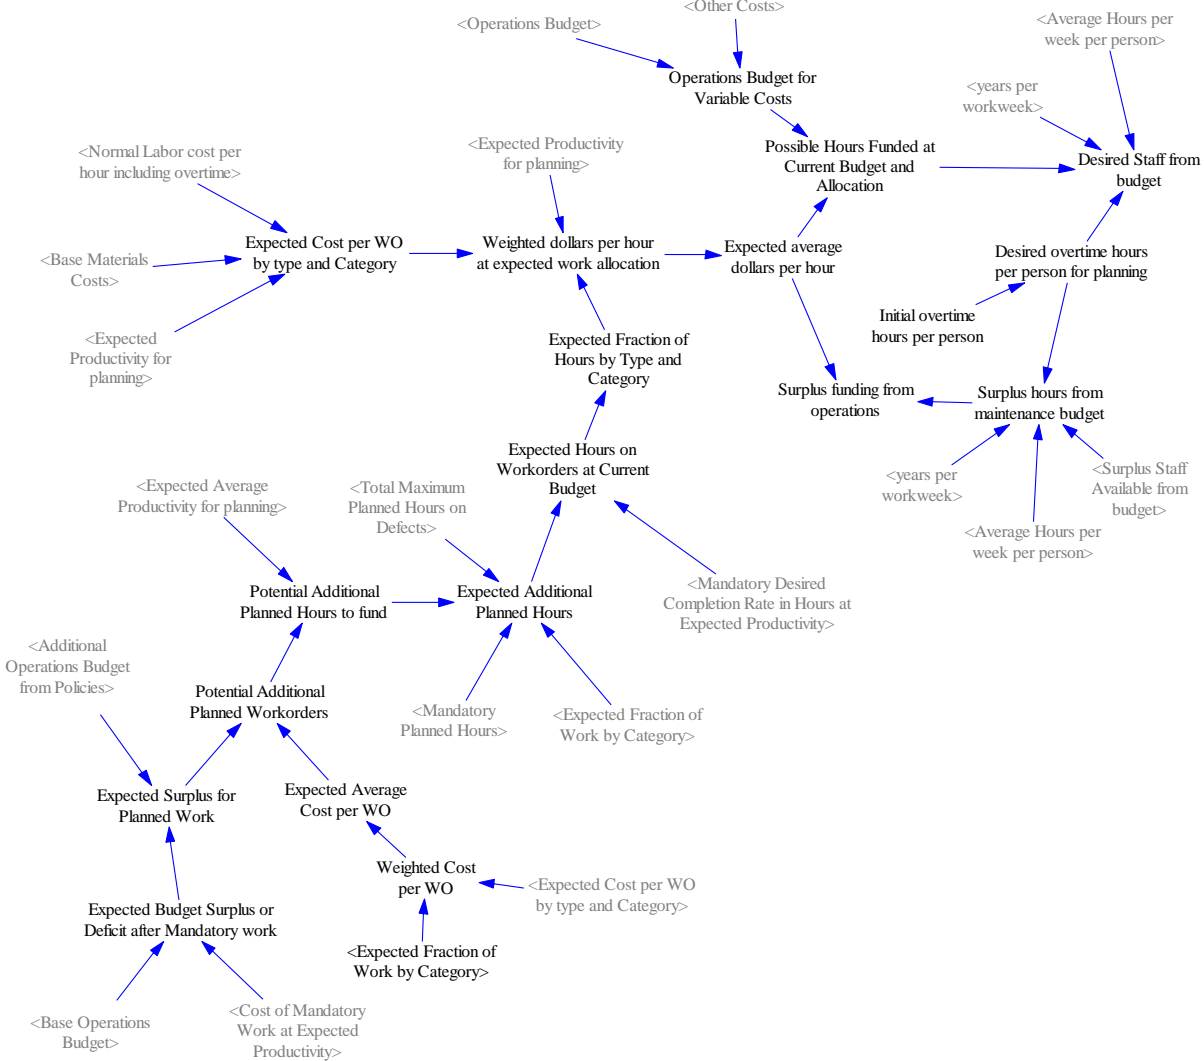 <Other Costs>
<Operations Budget>
<Average Hours per
week per person>
Operations Budget for
Variable Costs
<years per
workweek>
<Normal Labor cost per
hour including overtime>
<Expected Productivity
for planning>
Possible Hours Funded at
Current Budget and
Allocation
Desired Staff from
budget
<Base Materials
Costs>
Expected Cost per WO
by type and Category
Weighted dollars per hour
at expected work allocation
Expected average
dollars per hour
Desired overtime hours
per person for planning
Initial overtime
hours per person
<Expected
Productivity for
planning>
Expected Fraction of
Hours by Type and
Category
Surplus funding from
operations
Surplus hours from
maintenance budget
Expected Hours on
Workorders at Current
Budget
<years per
workweek>
<Surplus Staff
Available from
budget>
<Average Hours per
week per person>
<Expected Average
Productivity for planning>
<Total Maximum
Planned Hours on
Defects>
Potential Additional
Planned Hours to fund
Expected Additional
Planned Hours
<Mandatory Desired
Completion Rate in Hours at
Expected Productivity>
<Additional
Operations Budget
from Policies>
Potential Additional
Planned Workorders
<Mandatory
Planned Hours>
<Expected Fraction of
Work by Category>
Expected Surplus for
Planned Work
Expected Average
Cost per WO
Weighted Cost
per WO
<Expected Cost per WO
by type and Category>
Expected Budget Surplus or
Deficit after Mandatory work
<Expected Fraction of
Work by Category>
<Base Operations
Budget>
<Cost of Mandatory
Work at Expected
Productivity>